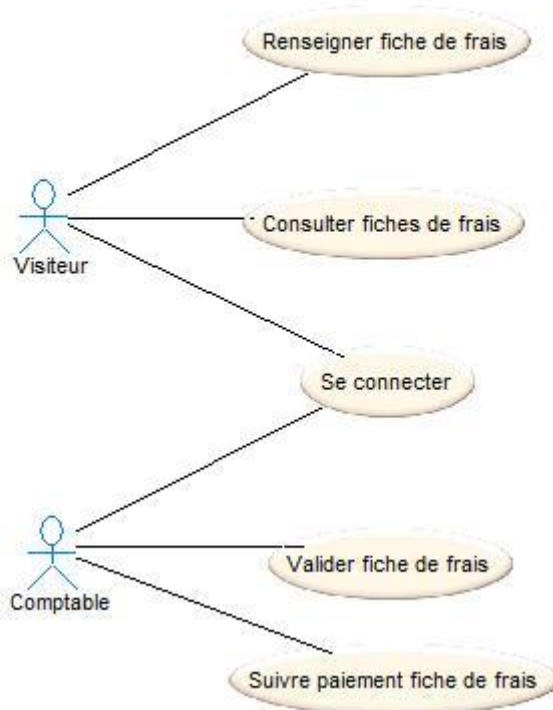 Renseigner fiche de frais
Consulter fiches de frais
Visiteur
Se connecter
Valider fiche de frais
Comptable
Suivre paiement fiche de frais